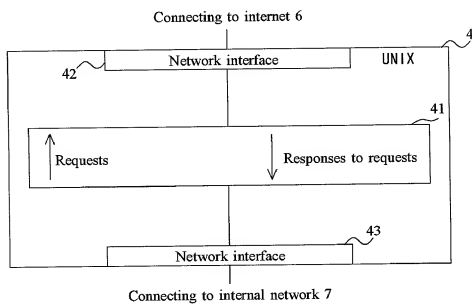 Connecting to internet 6
4
42
Network interface
UNIX
41
Requests
Responses to requests
43
Network interface
Connecting to internal network 7